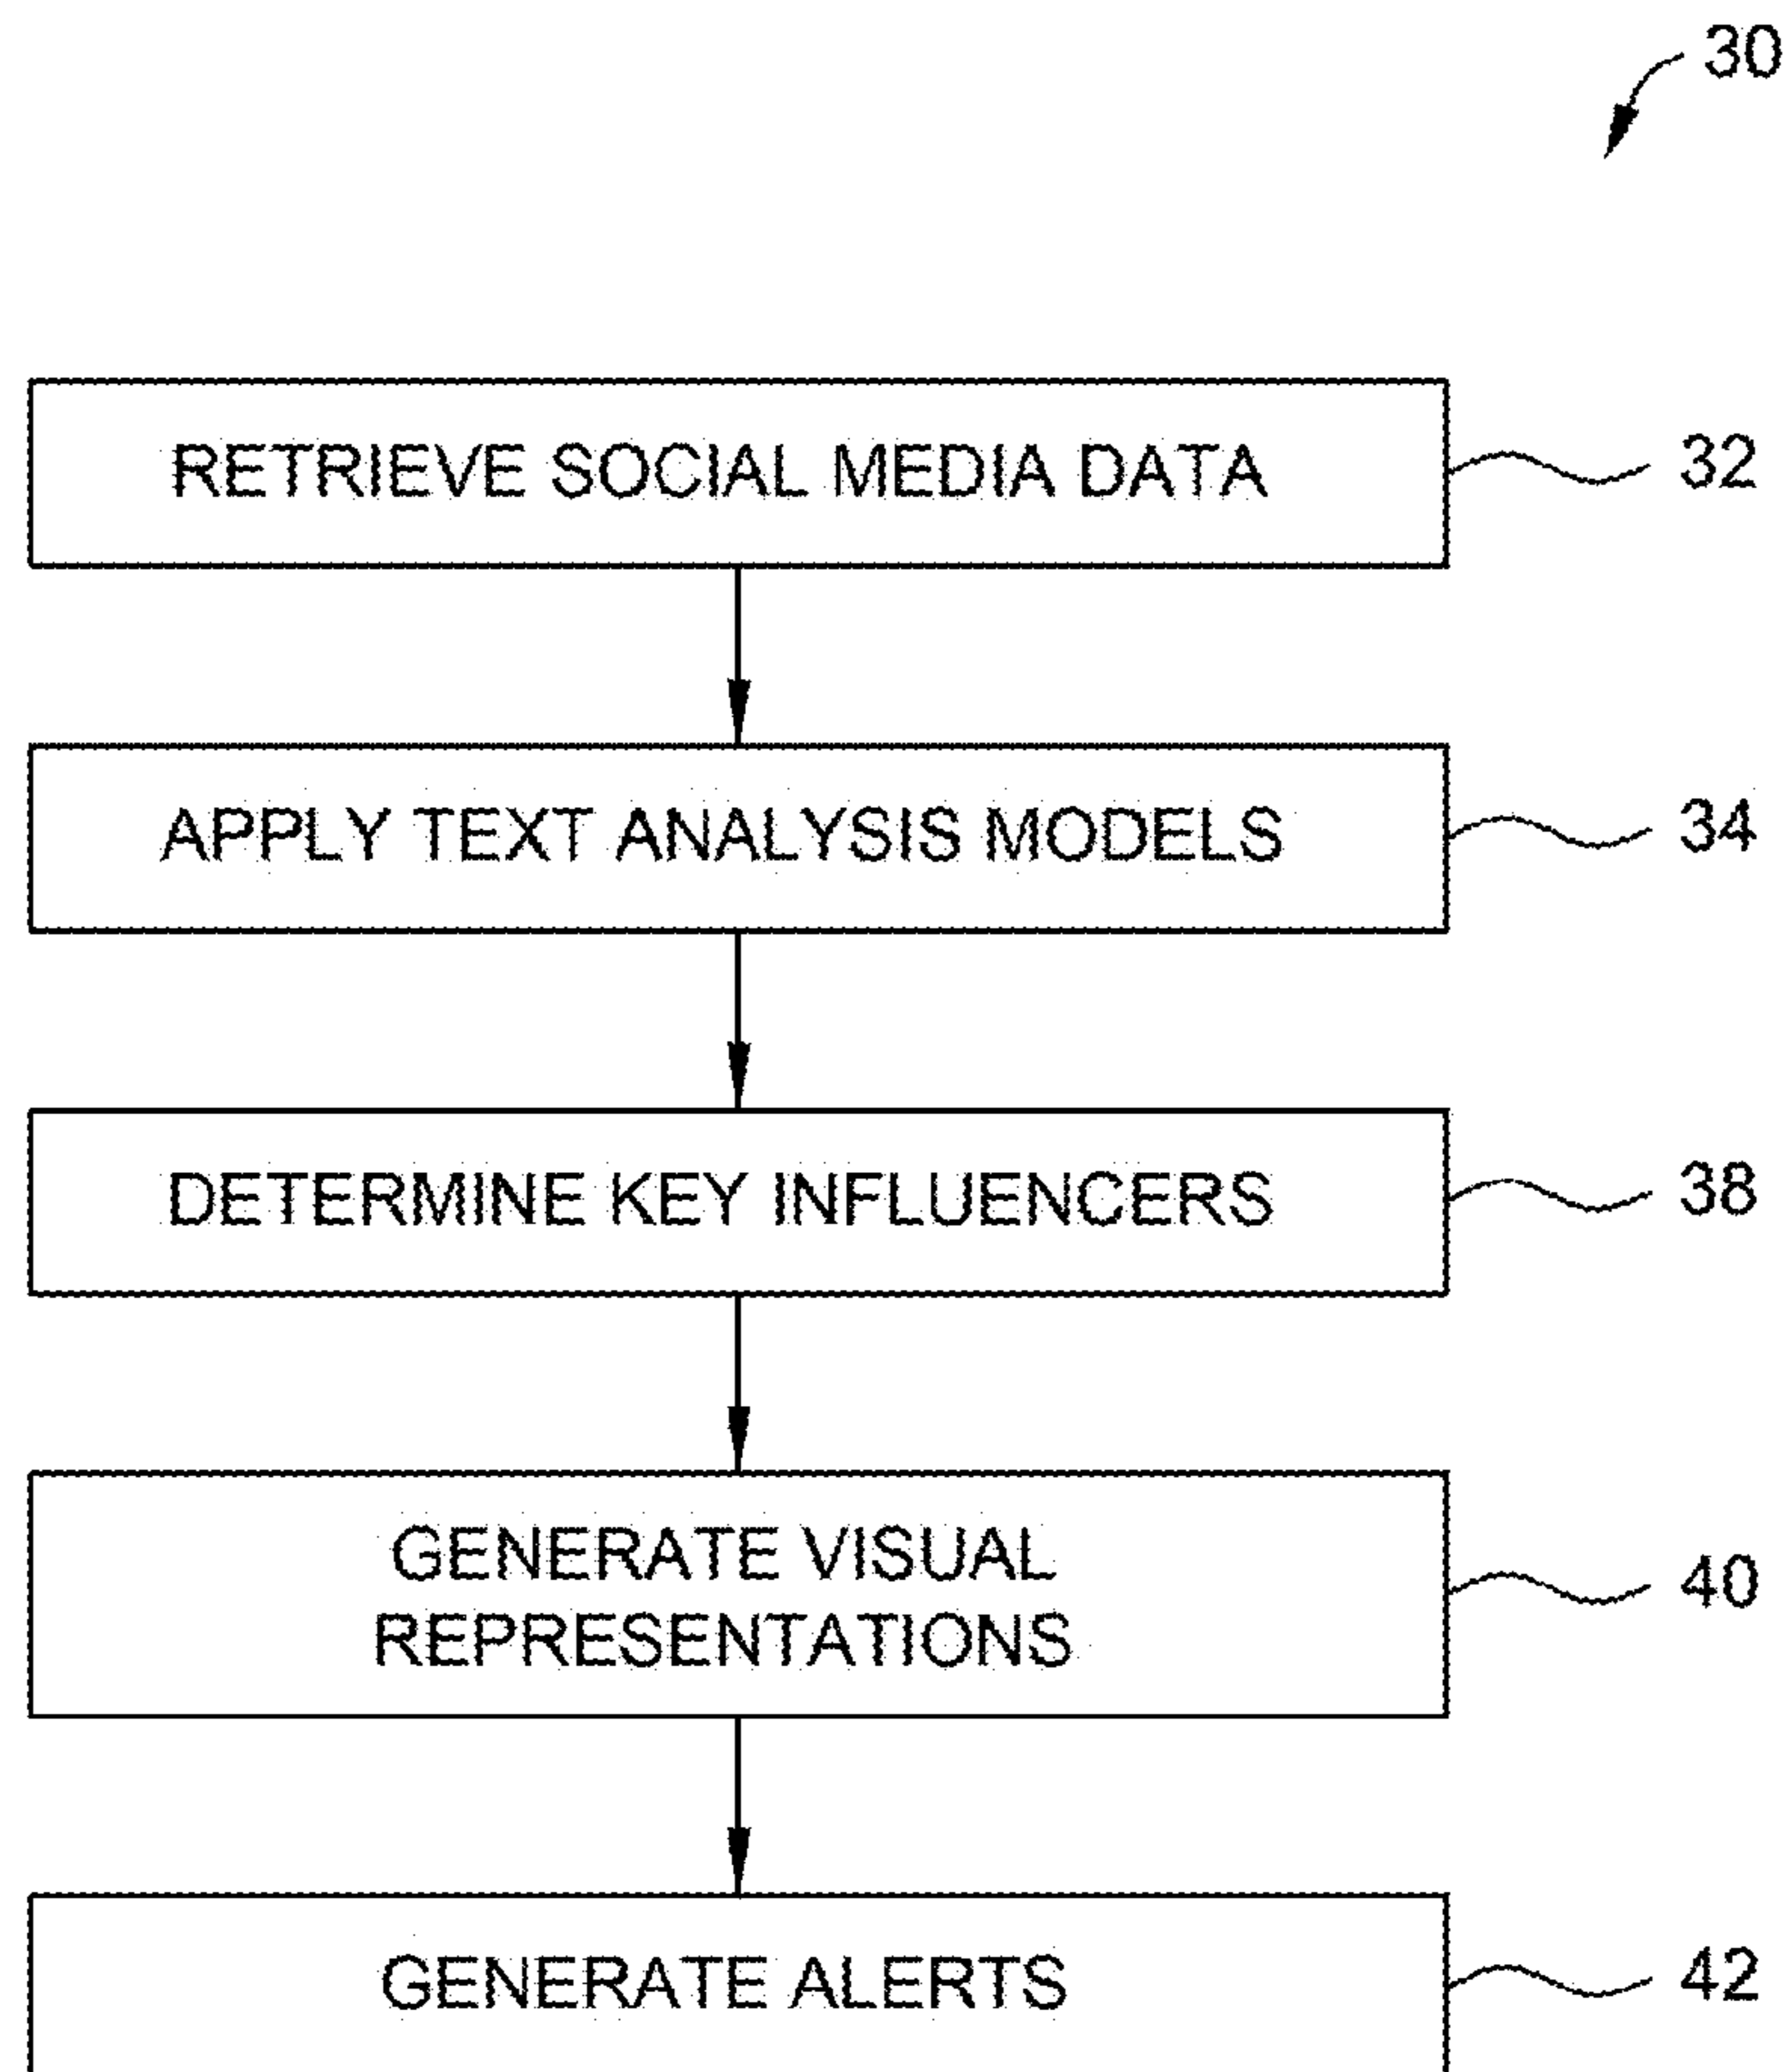 30
RETRIEVE SOCIAL MEDIA DATA
32
APPLY TEXT ANALYSIS MODELS
34
DETERMINE KEY INFLUENCERS
38
GENERATE VISUAL
REPRESENTATIONS
40
GENERATE ALERTS
42